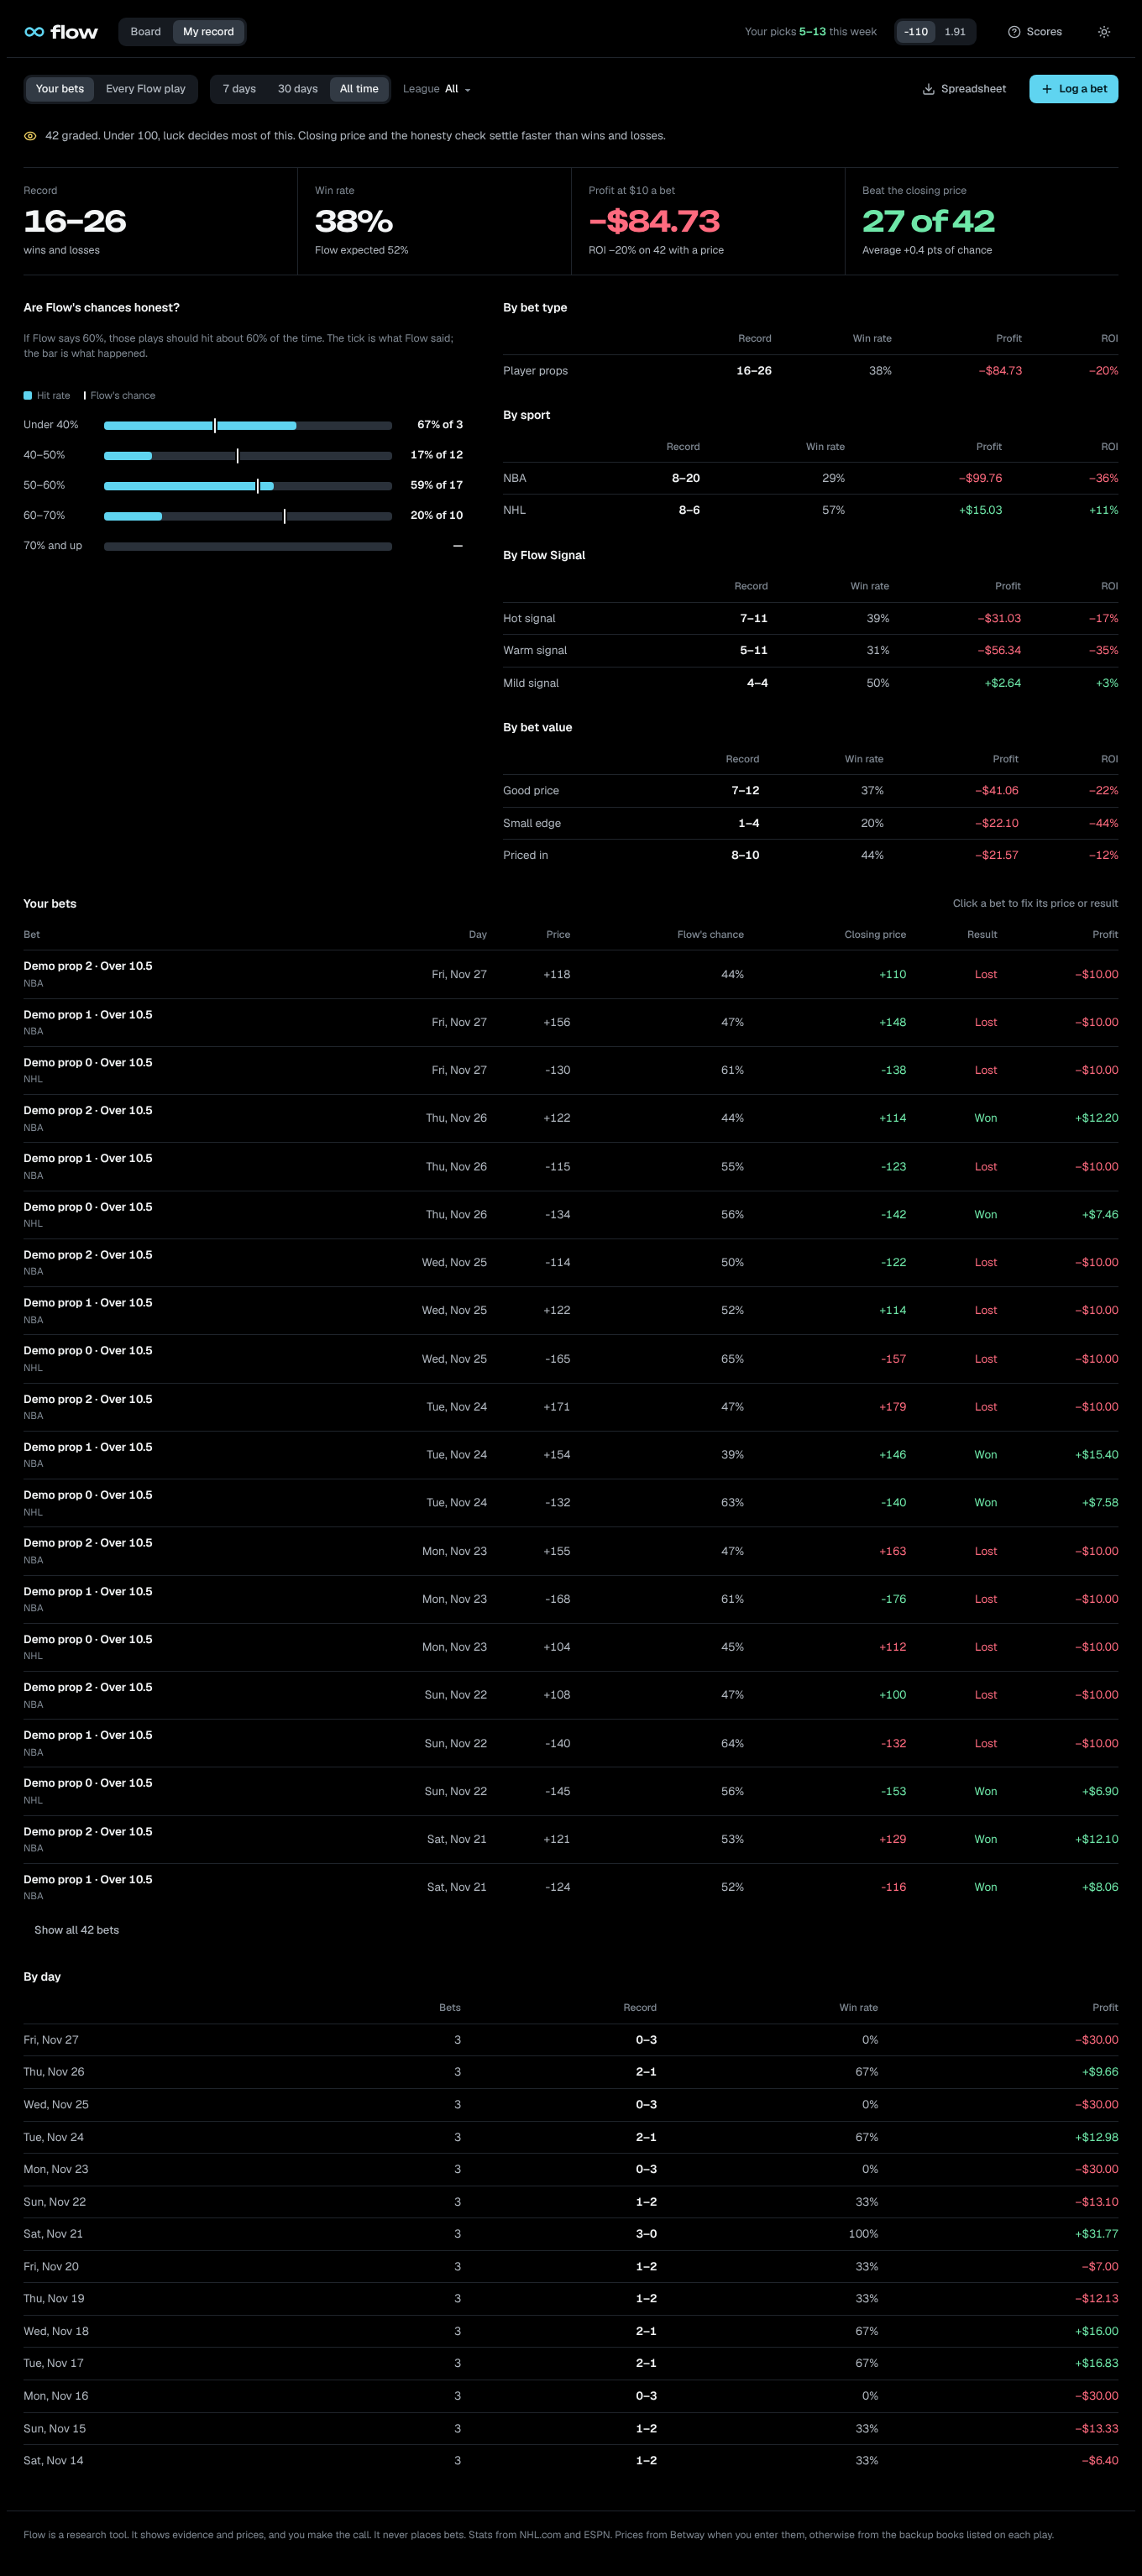 flow Board My record Your picks 5–13 this week -110 1.91 Scores
Your bets Every Flow play 7 days 30 days All time League All Spreadsheet + Log a bet
42 graded. Under 100, luck decides most of this. Closing price and the honesty check settle faster than wins and losses.
Record Win rate Profit at $10 a bet Beat the closing price
16–26 38% −$84.73 27 of 42
wins and losses Flow expected 52% ROI −20% on 42 with a price Average +0.4 pts of chance
Are Flow's chances honest?
If Flow says 60%, those plays should hit about 60% of the time. The tick is what Flow said;
the bar is what happened.
Hit rate Flow's chance
Under 40% 67% of 3
40–50% 17% of 12
50–60% 59% of 17
60–70% 20% of 10
70% and up —
By bet type
Record Win rate Profit ROI
Player props 16–26 38% −$84.73 −20%
By sport
Record Win rate Profit ROI
NBA 8–20 29% −$99.76 −36%
NHL 8–6 57% +$15.03 +11%
By Flow Signal
Record Win rate Profit ROI
Hot signal 7–11 39% −$31.03 −17%
Warm signal 5–11 31% −$56.34 −35%
Mild signal 4–4 50% +$2.64 +3%
By bet value
Record Win rate Profit ROI
Good price 7–12 37% −$41.06 −22%
Small edge 1–4 20% −$22.10 −44%
Priced in 8–10 44% −$21.57 −12%
Your bets Click a bet to fix its price or result
Bet Day Price Flow's chance Closing price Result Profit
Demo prop 2 · Over 10.5 Fri, Nov 27 +118 44% +110 Lost −$10.00
NBA
Demo prop 1 · Over 10.5 Fri, Nov 27 +156 47% +148 Lost −$10.00
NBA
Demo prop 0 · Over 10.5 Fri, Nov 27 -130 61% -138 Lost −$10.00
NHL
Demo prop 2 · Over 10.5 Thu, Nov 26 +122 44% +114 Won +$12.20
NBA
Demo prop 1 · Over 10.5 Thu, Nov 26 -115 55% -123 Lost −$10.00
NBA
Demo prop 0 · Over 10.5 Thu, Nov 26 -134 56% -142 Won +$7.46
NHL
Demo prop 2 · Over 10.5 Wed, Nov 25 -114 50% -122 Lost −$10.00
NBA
Demo prop 1 · Over 10.5 Wed, Nov 25 +122 52% +114 Lost −$10.00
NBA
Demo prop 0 · Over 10.5 Wed, Nov 25 -165 65% -157 Lost −$10.00
NHL
Demo prop 2 · Over 10.5 Tue, Nov 24 +171 47% +179 Lost −$10.00
NBA
Demo prop 1 · Over 10.5 Tue, Nov 24 +154 39% +146 Won +$15.40
NBA
Demo prop 0 · Over 10.5 Tue, Nov 24 -132 63% -140 Won +$7.58
NHL
Demo prop 2 · Over 10.5 Mon, Nov 23 +155 47% +163 Lost −$10.00
NBA
Demo prop 1 · Over 10.5 Mon, Nov 23 -168 61% -176 Lost −$10.00
NBA
Demo prop 0 · Over 10.5 Mon, Nov 23 +104 45% +112 Lost −$10.00
NHL
Demo prop 2 · Over 10.5 Sun, Nov 22 +108 47% +100 Lost −$10.00
NBA
Demo prop 1 · Over 10.5 Sun, Nov 22 -140 64% -132 Lost −$10.00
NBA
Demo prop 0 · Over 10.5 Sun, Nov 22 -145 56% -153 Won +$6.90
NHL
Demo prop 2 · Over 10.5 Sat, Nov 21 +121 53% +129 Won +$12.10
NBA
Demo prop 1 · Over 10.5 Sat, Nov 21 -124 52% -116 Won +$8.06
NBA
Show all 42 bets
By day
Bets Record Win rate Profit
Fri, Nov 27 3 0–3 0% −$30.00
Thu, Nov 26 3 2–1 67% +$9.66
Wed, Nov 25 3 0–3 0% −$30.00
Tue, Nov 24 3 2–1 67% +$12.98
Mon, Nov 23 3 0–3 0% −$30.00
Sun, Nov 22 3 1–2 33% −$13.10
Sat, Nov 21 3 3–0 100% +$31.77
Fri, Nov 20 3 1–2 33% −$7.00
Thu, Nov 19 3 1–2 33% −$12.13
Wed, Nov 18 3 2–1 67% +$16.00
Tue, Nov 17 3 2–1 67% +$16.83
Mon, Nov 16 3 0–3 0% −$30.00
Sun, Nov 15 3 1–2 33% −$13.33
Sat, Nov 14 3 1–2 33% −$6.40
Flow is a research tool. It shows evidence and prices, and you make the call. It never places bets. Stats from NHL.com and ESPN. Prices from Betway when you enter them, otherwise from the backup books listed on each play.